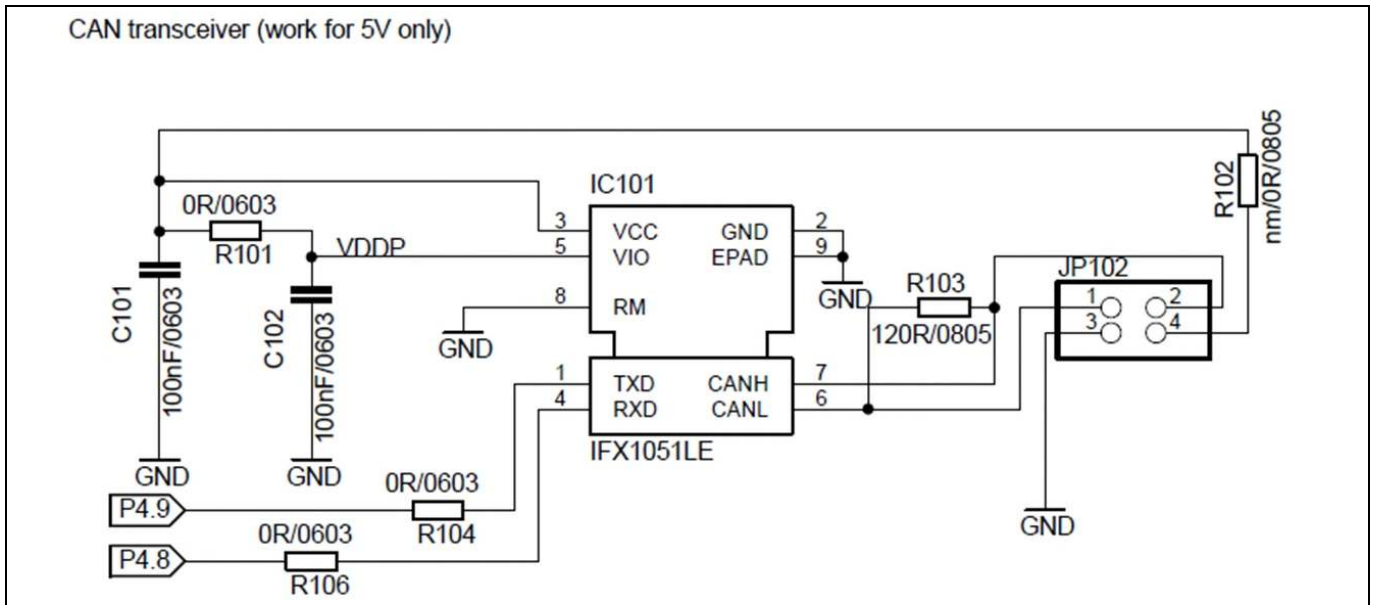 CAN transceiver (work for 5V only)
R102
nm/0R/0805
IC101
0R/0603
R101
VDDP
3
5
8
1
4
VCC
VIO
RM
GND
EPAD
2
9
GND
R103
120R/0805
JP102
1
2
3
4
C101
100nF/0603
C102
100nF/0603
GND
TXD
RXD
CANH
CANL
7
6
IFX1051LE
GND
GND
GND
P4.9
0R/0603
R104
P4.8
0R/0603
R106